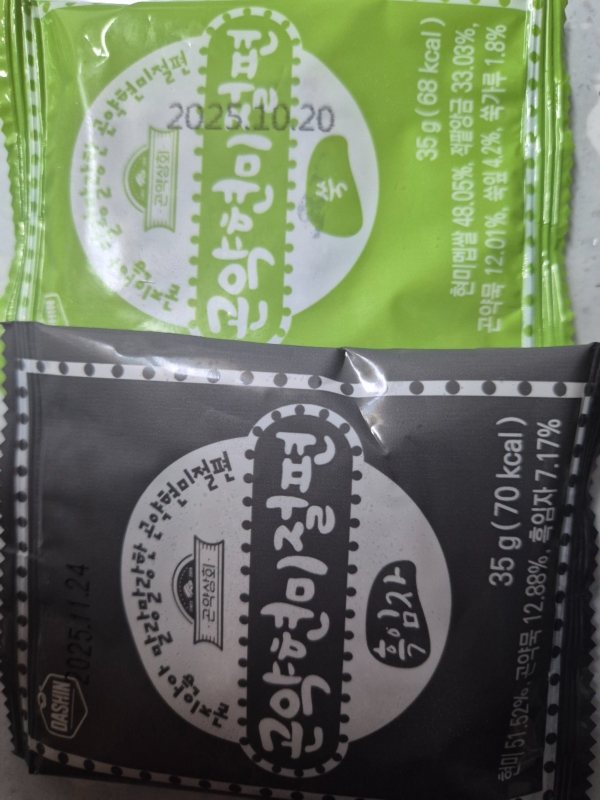 곤약현미절편
2025.10.20
곤약상회
곤약현미절편
쑥
35 g ( 68 kcal )
현미멥쌀 48.05%, 적팥앙금 33.03%,
곤약묵 12.01%, 쑥잎 4.2%, 쑥가루 1.8%
쫀득
말랑말랑한 곤약현미절편
2025.11.24
DASHIN
곤약상회
곤약현미절편
흑임자
35 g ( 70 kcal )
현미 51.52%, 곤약묵 12.88%, 흑임자 7.17%